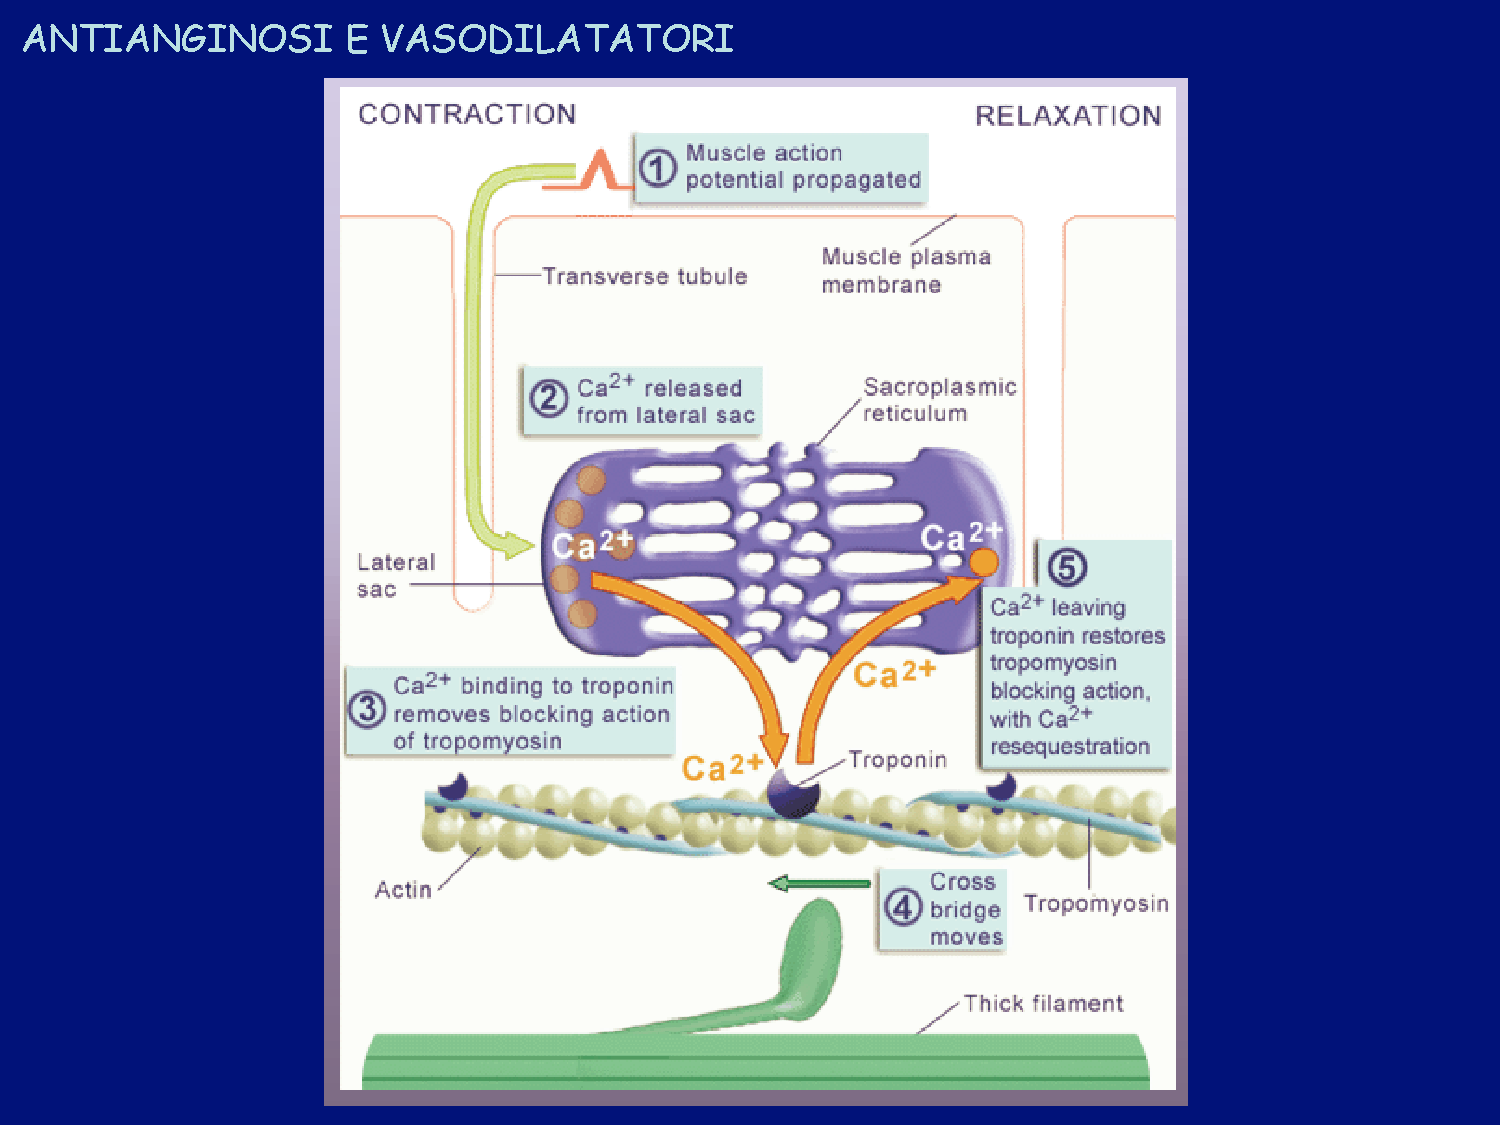 ANTIANGINOSI E VASODILATATORI
CONTRACTION
RELAXATION
1
Muscle action
potential propagated
Muscle plasma
membrane
Transverse tubule
2
Ca2+ released
from lateral sac
Sacroplasmic
reticulum
Ca2+
Ca2+
Lateral
sac
5
Ca2+ leaving
troponin restores
tropomyosin
blocking action,
with Ca2+
resequestration
3
Ca2+ binding to troponin
removes blocking action
of tropomyosin
Ca2+
Ca2+
Troponin
Actin
4
Cross
bridge
moves
Tropomyosin
Thick filament